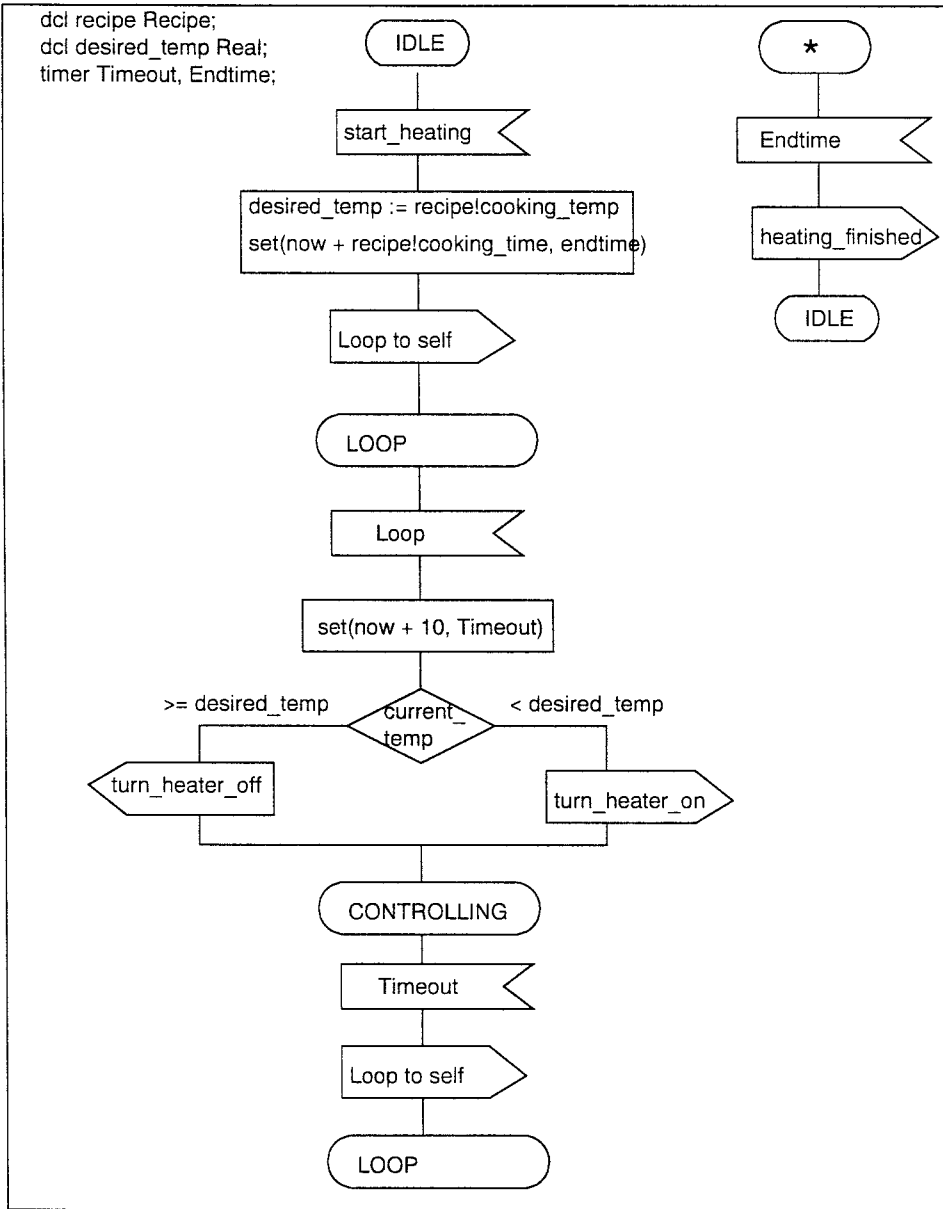 dcl recipe Recipe;
dcl desired_temp Real;
timer Timeout, Endtime;
IDLE
start_heating
desired_temp := recipe!cooking_temp
set(now + recipe!cooking_time, endtime)
Loop to self
LOOP
Loop
set(now + 10, Timeout)
>= desired_temp
current_
temp
< desired_temp
turn_heater_off
turn_heater_on
CONTROLLING
Timeout
Loop to self
LOOP
*
Endtime
heating_finished
IDLE